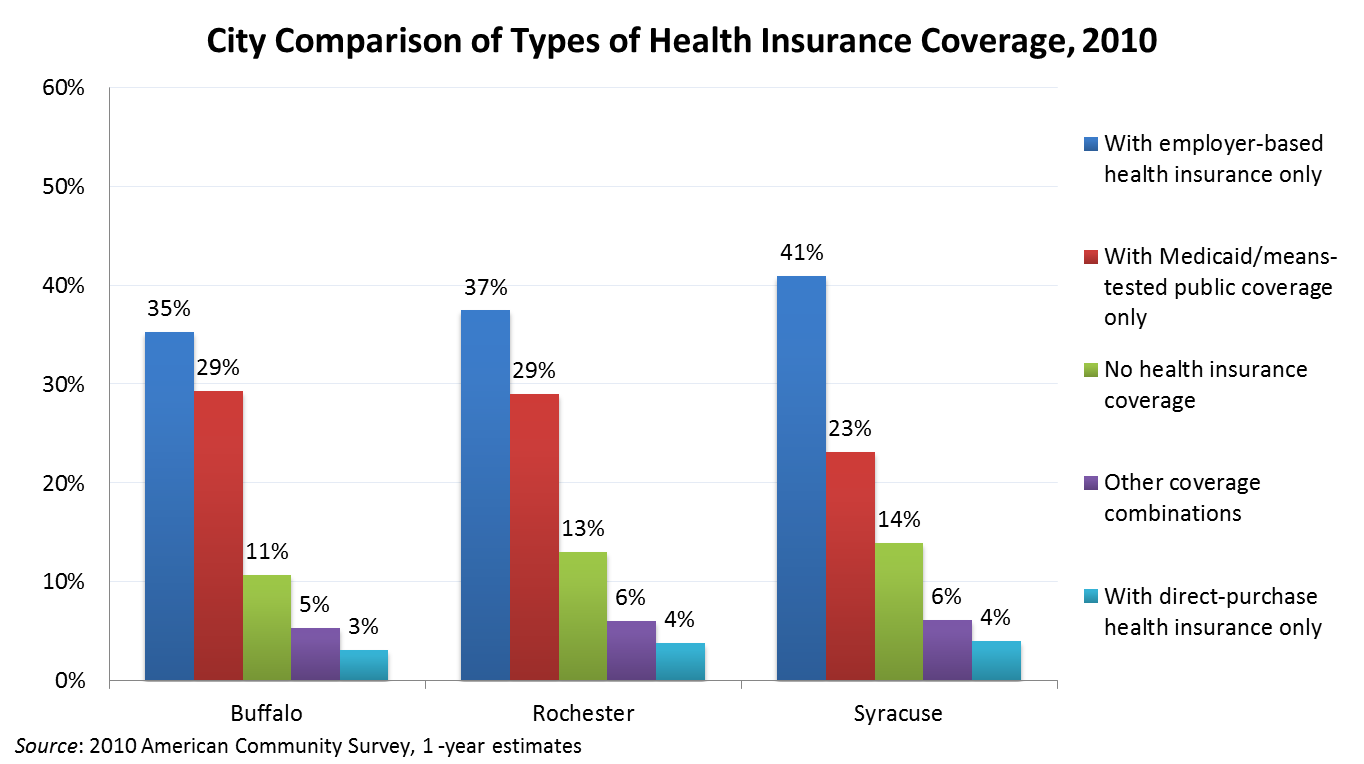 City Comparison of Types of Health Insurance Coverage, 2010
60%
50%
40%
30%
20%
10%
0%
35%
29%
11%
5%
3%
37%
29%
13%
6%
4%
41%
23%
14%
6%
4%
Buffalo
Rochester
Syracuse
With employer-based
health insurance only
With Medicaid/means-
tested public coverage
only
No health insurance
coverage
Other coverage
combinations
With direct-purchase
health insurance only
Source: 2010 American Community Survey, 1-year estimates